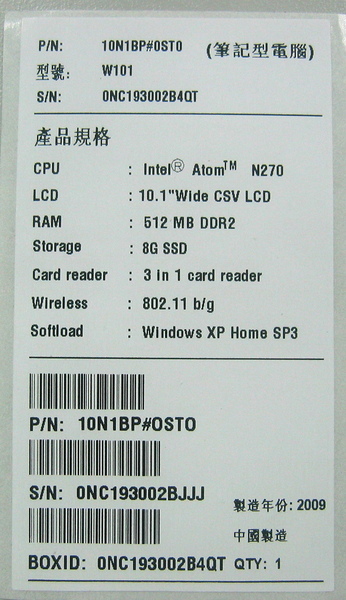 P/N: 10N1BP#0ST0 (筆記型電腦)
型號: W101
S/N: 0NC193002B4QT
產品規格
CPU : Intel® Atom™ N270
LCD : 10.1"Wide CSV LCD
RAM : 512 MB DDR2
Storage : 8G SSD
Card reader : 3 in 1 card reader
Wireless : 802.11 b/g
Softload : Windows XP Home SP3
P/N: 10N1BP#0ST0
S/N: 0NC193002BJJJ
製造年份: 2009
中國製造
BOXID: 0NC193002B4QT QTY: 1